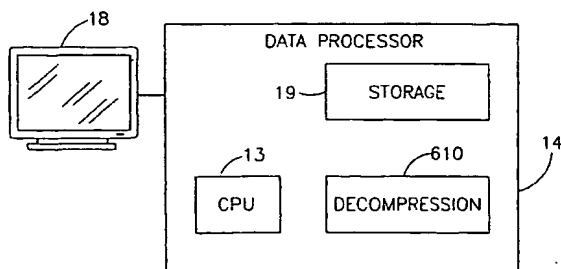 18
DATA PROCESSOR
19
STORAGE
13
610
14
CPU
DECOMPRESSION